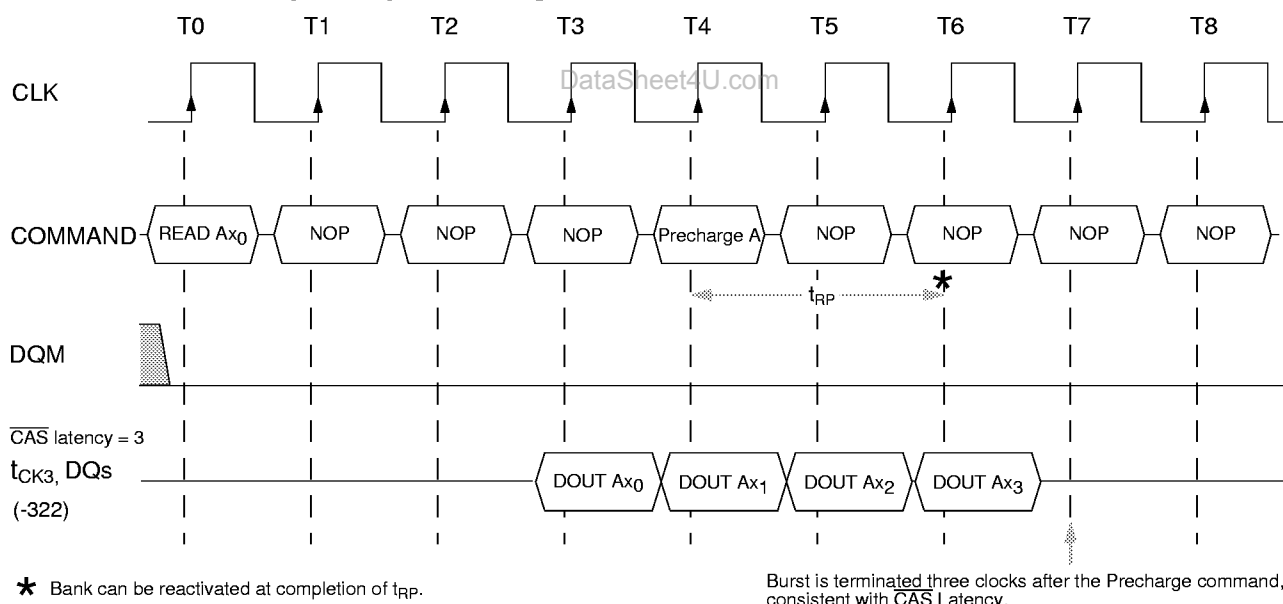 T0 T1 T2 T3 T4 T5 T6 T7 T8
DataSheet4U.com
CLK
COMMAND READ Ax0 NOP NOP NOP Precharge A NOP NOP NOP NOP
*
tRP
DQM
CAS latency = 3
tCK3, DQs
(-322)
DOUT Ax0 DOUT Ax1 DOUT Ax2 DOUT Ax3
* Bank can be reactivated at completion of tRP.
Burst is terminated three clocks after the Precharge command,
consistent with CAS Latency.